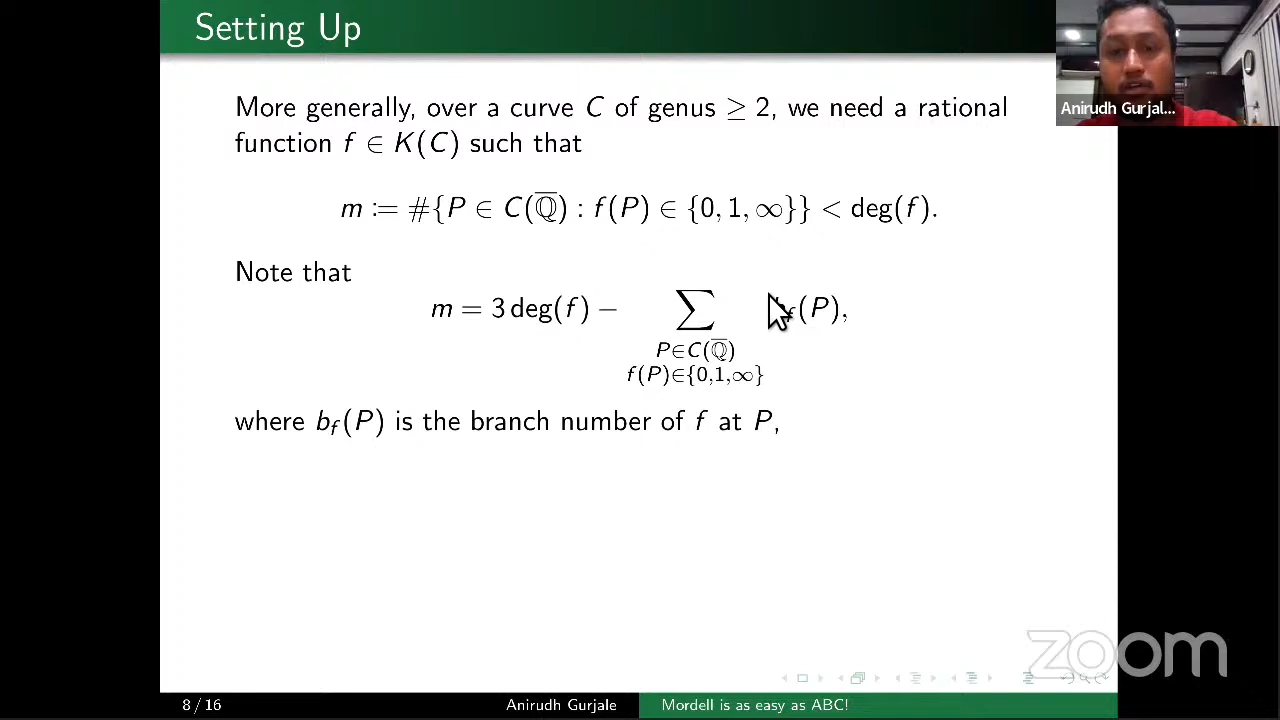 Setting Up
More generally, over a curve C of genus ≥ 2, we need a rational
function f ∈ K(C) such that
m := #{P ∈ C(ℚ̅) : f(P) ∈ {0, 1, ∞}} < deg(f).
Note that
m = 3 deg(f) − ∑ f(P),
P∈C(ℚ̅)
f(P)∈{0,1,∞}
where b_f(P) is the branch number of f at P,
Anirudh Gurjal...
zoom
8 / 16 Anirudh Gurjale Mordell is as easy as ABC!